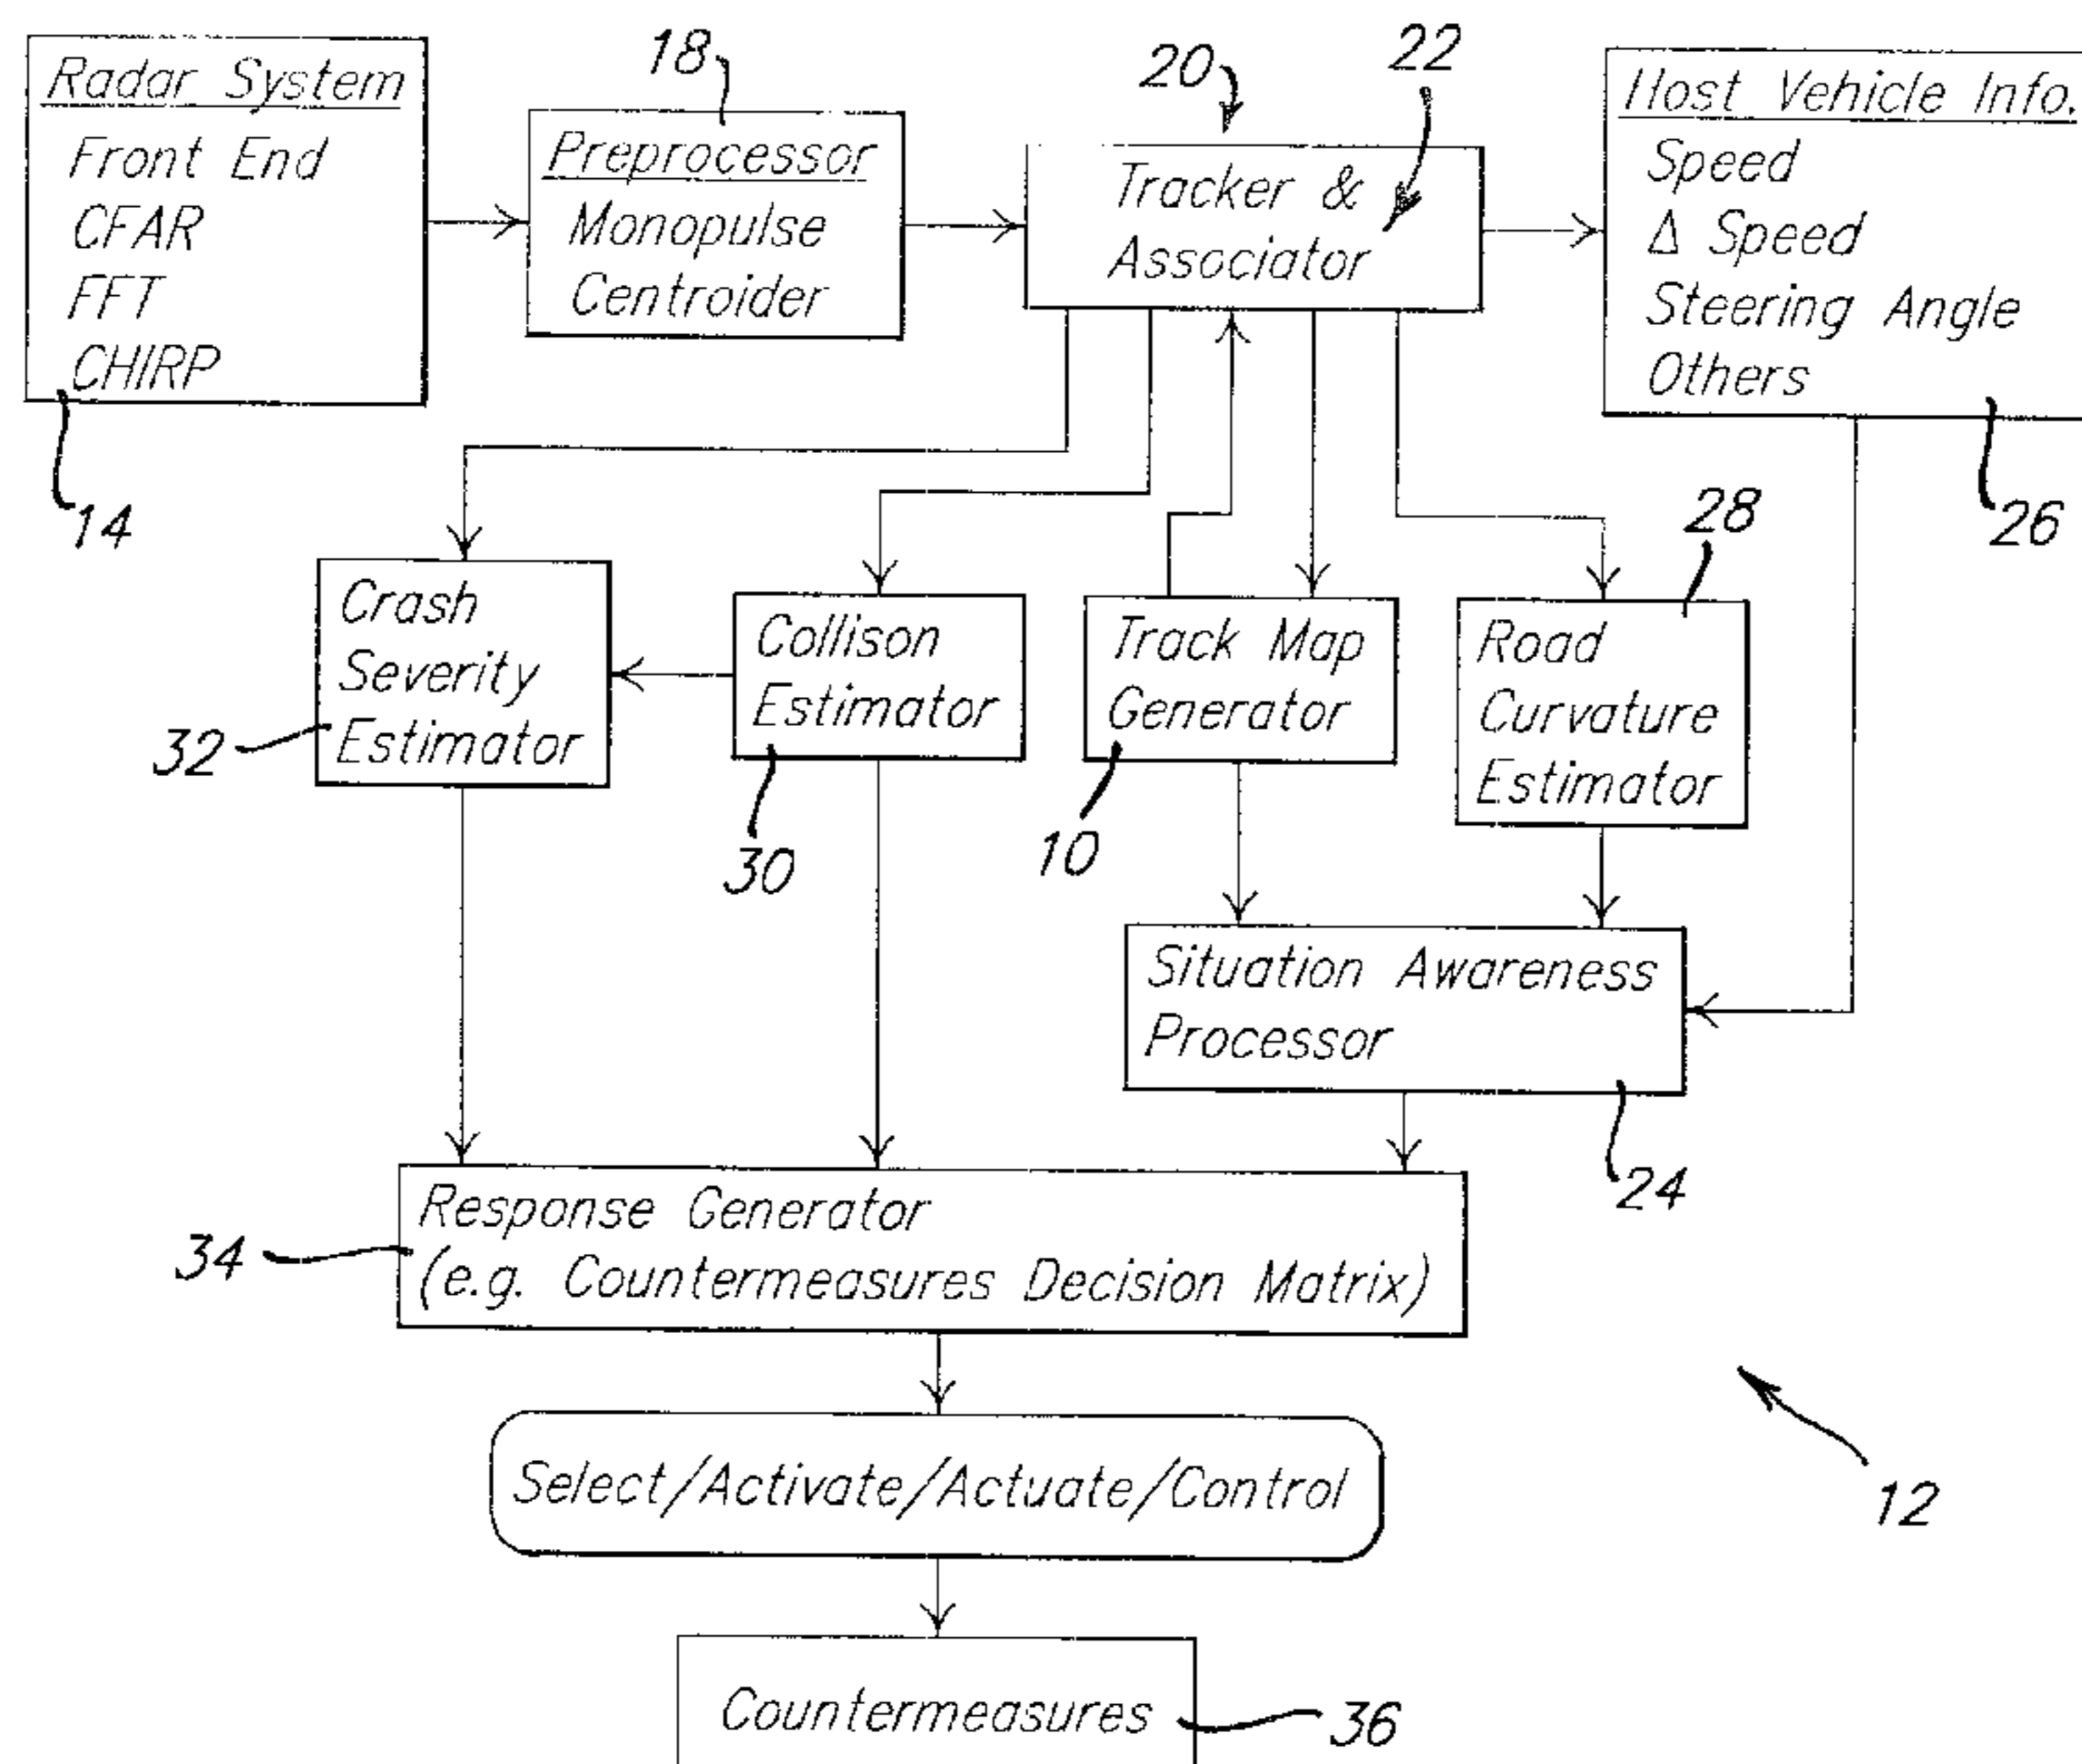 Radar System
Front End
CFAR
FFT
CHIRP
14
18
Preprocessor
Monopulse
Centroider
20
22
Tracker &
Associator
Host Vehicle Info.
Speed
Δ Speed
Steering Angle
Others
26
Crash
Severity
Estimator
32
Collison
Estimator
30
Track Map
Generator
10
28
Road
Curvature
Estimator
Situation Awareness
Processor
24
Response Generator
(e.g. Countermeasures Decision Matrix)
34
Select/Activate/Actuate/Control
12
Countermeasures
36